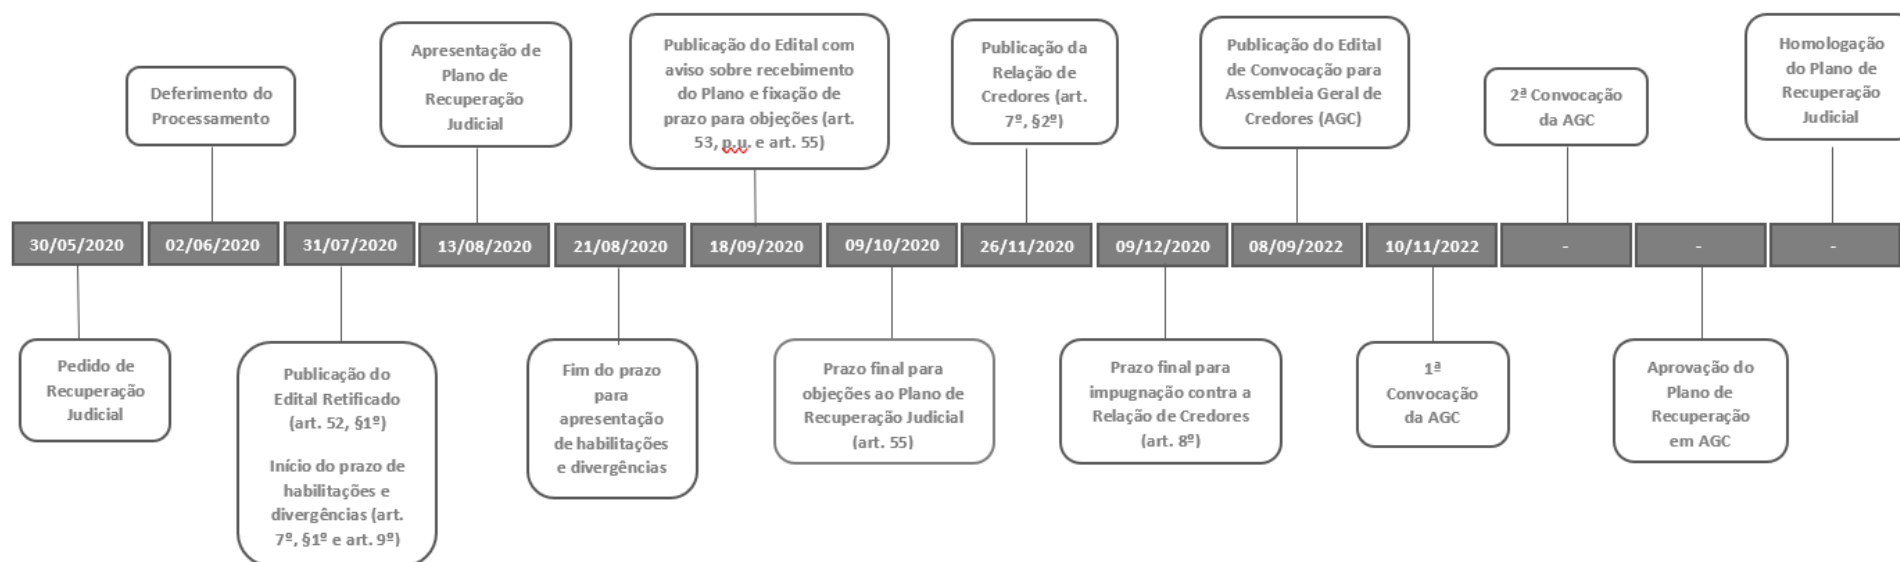 Deferimento do
Processamento
Apresentação de
Plano de
Recuperação
Judicial
Publicação do Edital com
aviso sobre recebimento
do Plano e fixação de
prazo para objeções (art.
53, p.u. e art. 55)
Publicação da
Relação de
Credores (art.
7º, §2º)
Publicação do Edital
de Convocação para
Assembleia Geral de
Credores (AGC)
2ª Convocação
da AGC
Homologação
do Plano de
Recuperação
Judicial
30/05/2020
02/06/2020
31/07/2020
13/08/2020
21/08/2020
18/09/2020
09/10/2020
26/11/2020
09/12/2020
08/09/2022
10/11/2022
-
-
-
Pedido de
Recuperação
Judicial
Publicação do
Edital Retificado
(art. 52, §1º)
Início do prazo de
habilitações e
divergências (art.
7º, §1º e art. 9º)
Fim do prazo
para
apresentação
de habilitações
e divergências
Prazo final para
objeções ao Plano de
Recuperação Judicial
(art. 55)
Prazo final para
impugnação contra a
Relação de Credores
(art. 8º)
1ª
Convocação
da AGC
Aprovação do
Plano de
Recuperação
em AGC